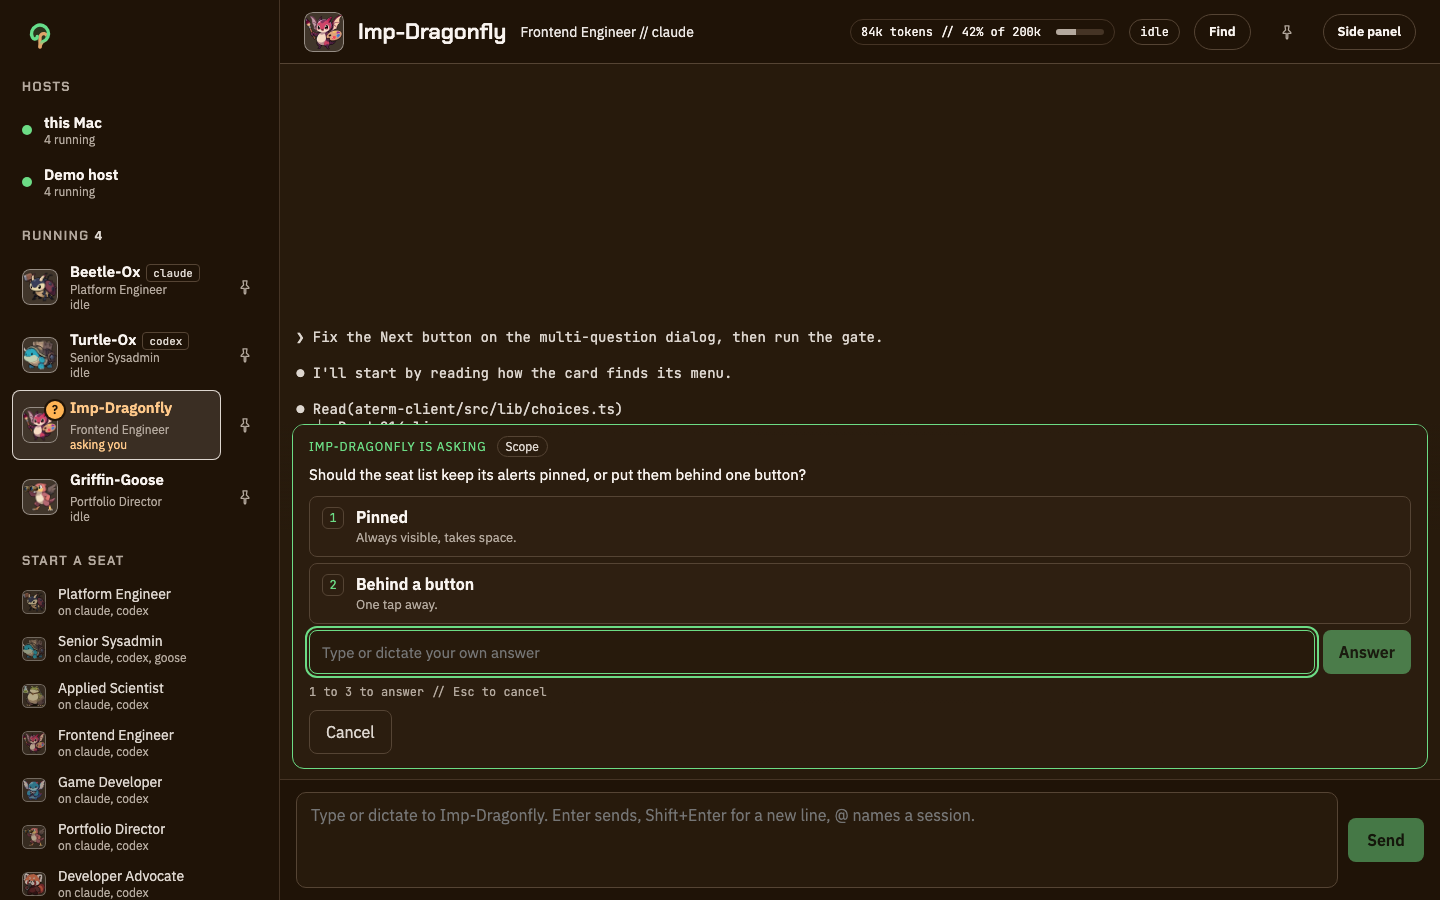 HOSTS
this Mac
4 running
Demo host
4 running
RUNNING 4
Beetle-Ox claude
Platform Engineer
idle
Turtle-Ox codex
Senior Sysadmin
idle
?
Imp-Dragonfly
Frontend Engineer
asking you
Griffin-Goose
Portfolio Director
idle
START A SEAT
Platform Engineer
on claude, codex
Senior Sysadmin
on claude, codex, goose
Applied Scientist
on claude, codex
Frontend Engineer
on claude, codex
Game Developer
on claude, codex
Portfolio Director
on claude, codex
Developer Advocate
on claude, codex
Imp-Dragonfly Frontend Engineer // claude
84k tokens // 42% of 200k
idle
Find
Side panel
❯ Fix the Next button on the multi-question dialog, then run the gate.
● I'll start by reading how the card finds its menu.
● Read(aterm-client/src/lib/choices.ts)
IMP-DRAGONFLY IS ASKING Scope
Should the seat list keep its alerts pinned, or put them behind one button?
1 Pinned
Always visible, takes space.
2 Behind a button
One tap away.
Type or dictate your own answer
Answer
1 to 3 to answer // Esc to cancel
Cancel
Type or dictate to Imp-Dragonfly. Enter sends, Shift+Enter for a new line, @ names a session.
Send